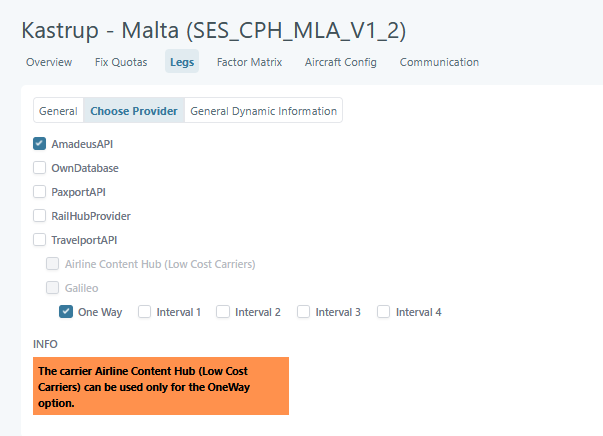 Kastrup - Malta (SES_CPH_MLA_V1_2)
Overview Fix Quotas Legs Factor Matrix Aircraft Config Communication
General Choose Provider General Dynamic Information
AmadeusAPI
OwnDatabase
PaxportAPI
RailHubProvider
TravelportAPI
Airline Content Hub (Low Cost Carriers)
Galileo
One Way Interval 1 Interval 2 Interval 3 Interval 4
INFO
The carrier Airline Content Hub (Low Cost
Carriers) can be used only for the OneWay
option.